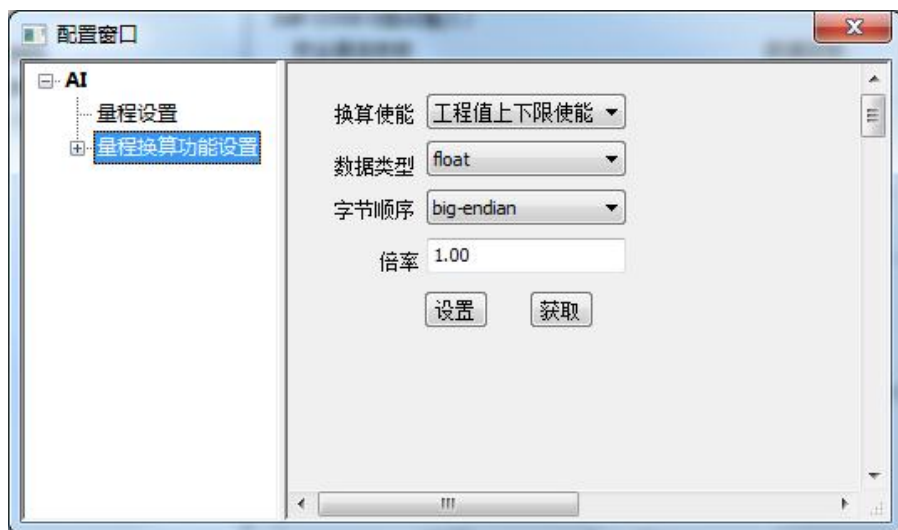 配置窗口
AI
量程设置
量程换算功能设置
换算使能 工程值上下限使能
数据类型 float
字节顺序 big-endian
倍率 1.00
设置 获取